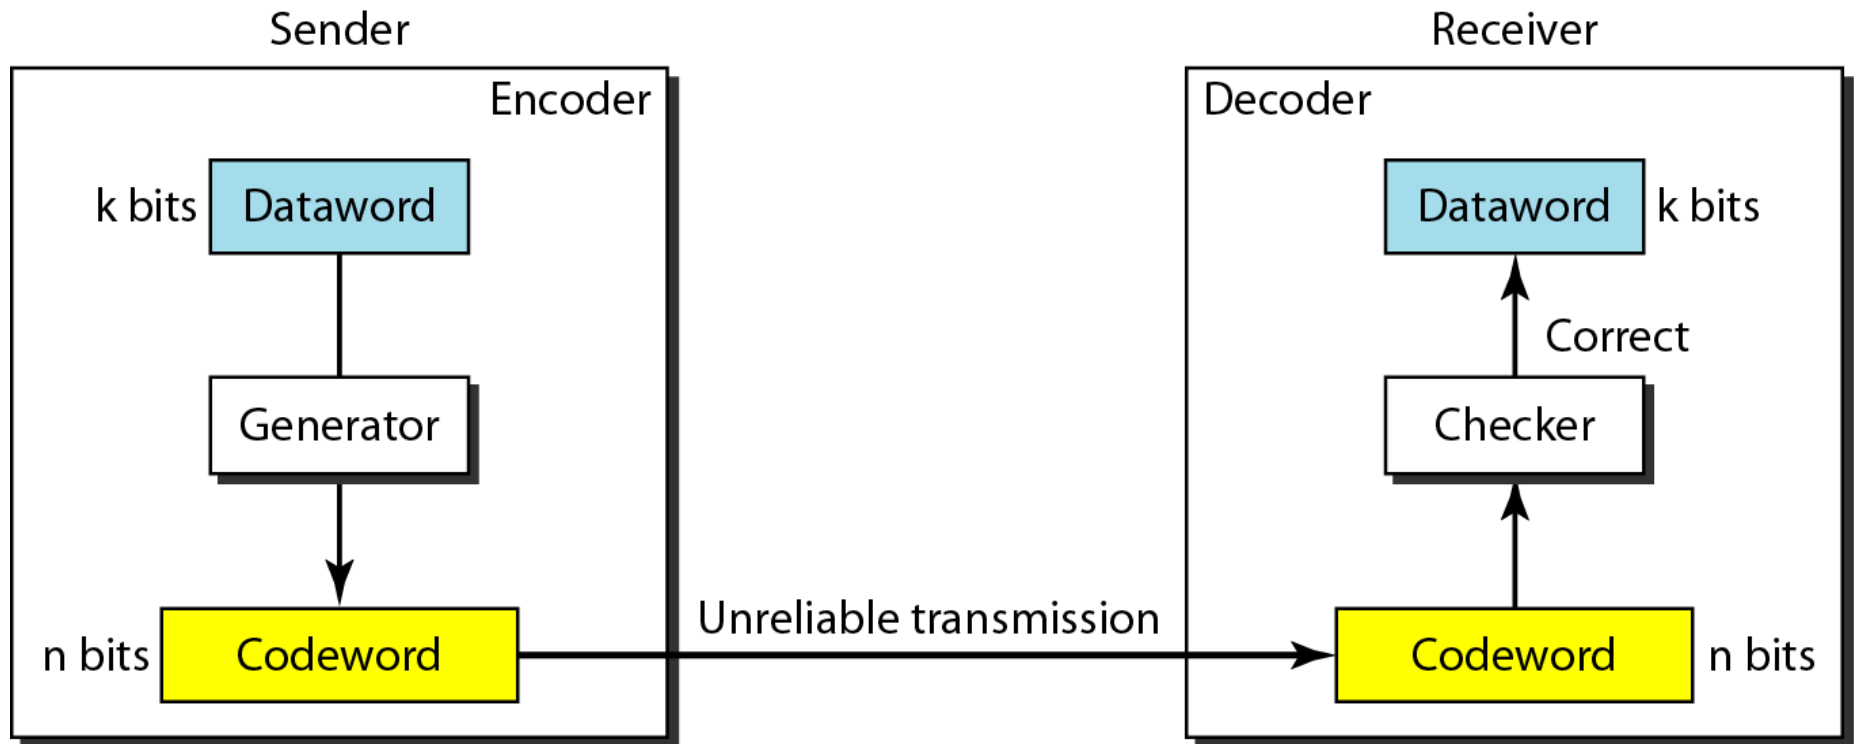 Sender
Encoder
k bits
Dataword
Generator
n bits
Codeword
Unreliable transmission
Receiver
Decoder
Dataword
k bits
Correct
Checker
Codeword
n bits